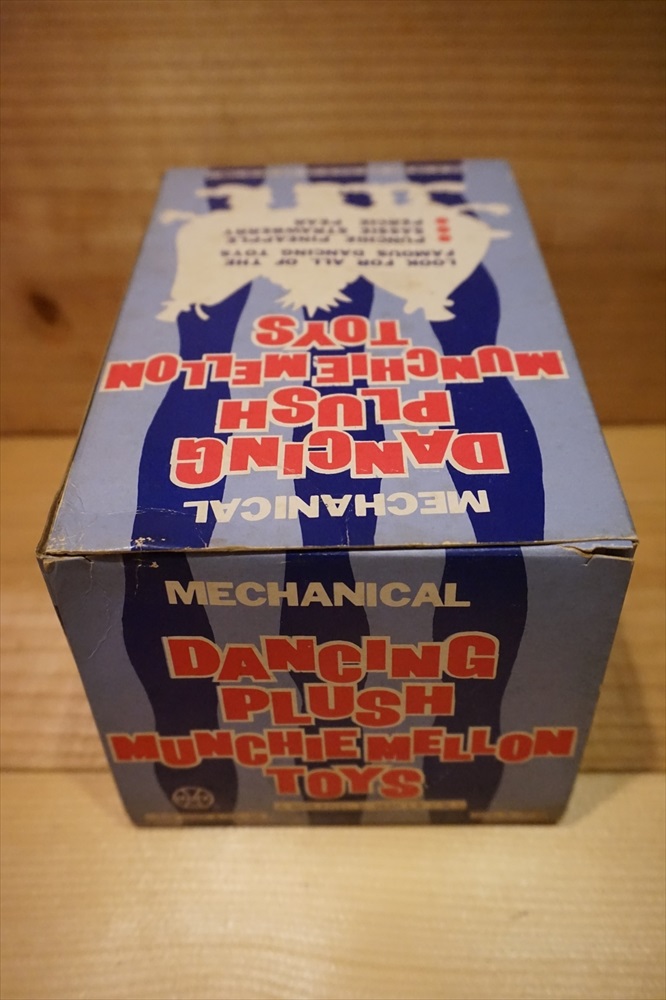 MECHANICAL
DANCING
PLUSH
MUNCHIE MELLON
TOYS
LOOK FOR ALL OF THE
FAMOUS DANCING TOYS
PUNCHIE PINEAPPLE
SASSIE STRAWBERRY
PERCIE PEAR
MECHANICAL
DANCING
PLUSH
MUNCHIE MELLON
TOYS